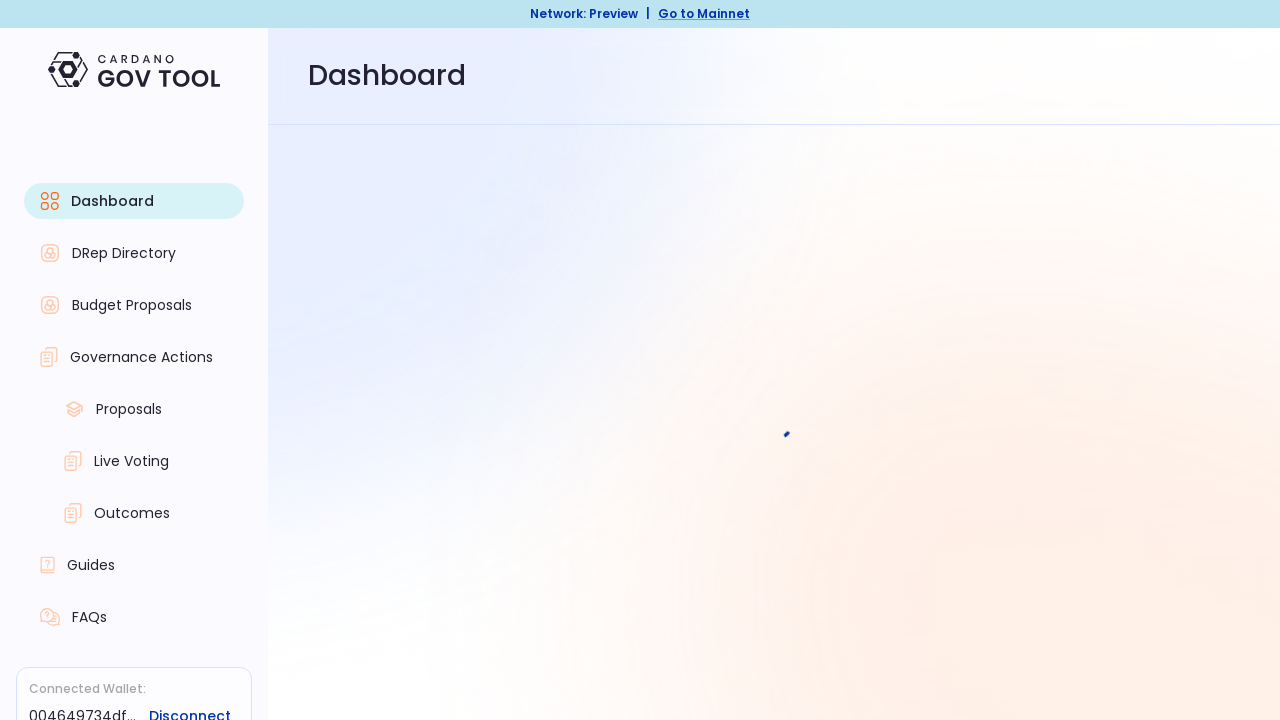 Network: Preview | Go to Mainnet
CARDANO
GOV TOOL
Dashboard
Dashboard
DRep Directory
Budget Proposals
Governance Actions
Proposals
Live Voting
Outcomes
Guides
FAQs
Connected Wallet:
004649734df... Disconnect